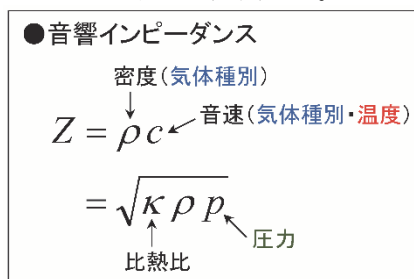 ●音響インピーダンス
密度(気体種別)
Z = ρc 音速(気体種別・温度)
= √κρp
圧力
比熱比